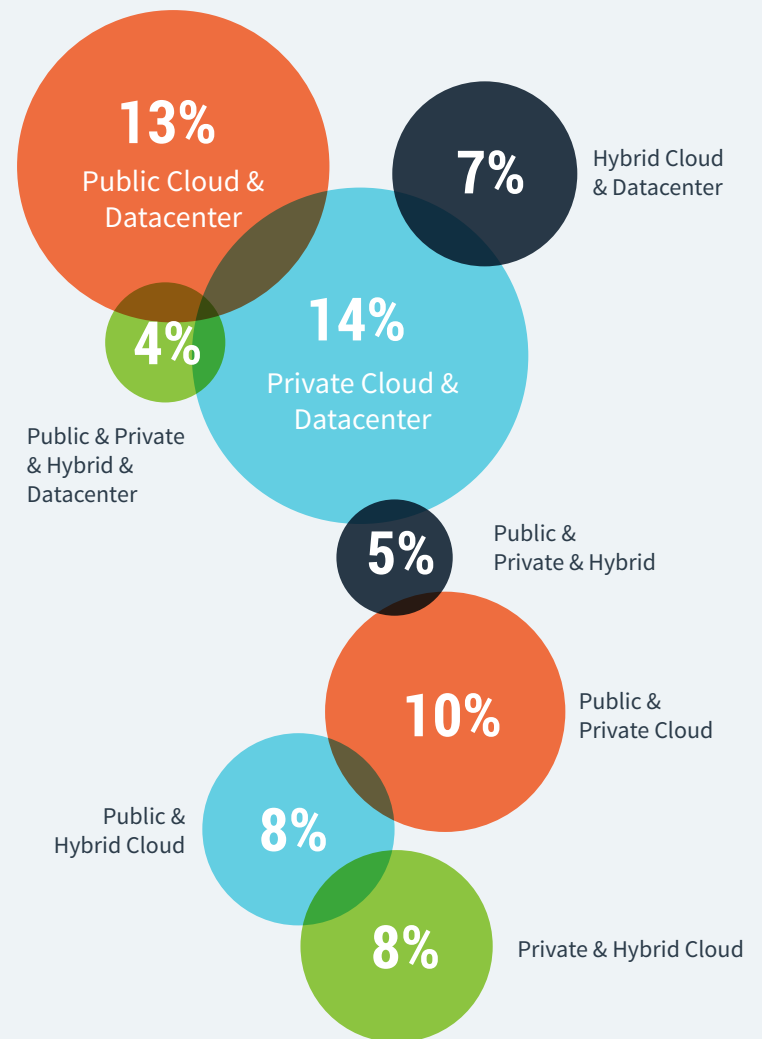 13%
Public Cloud &
Datacenter
7%
Hybrid Cloud
& Datacenter
14%
Private Cloud &
Datacenter
4%
Public & Private
& Hybrid &
Datacenter
5%
Public &
Private & Hybrid
10%
Public &
Private Cloud
8%
Public &
Hybrid Cloud
8%
Private & Hybrid Cloud